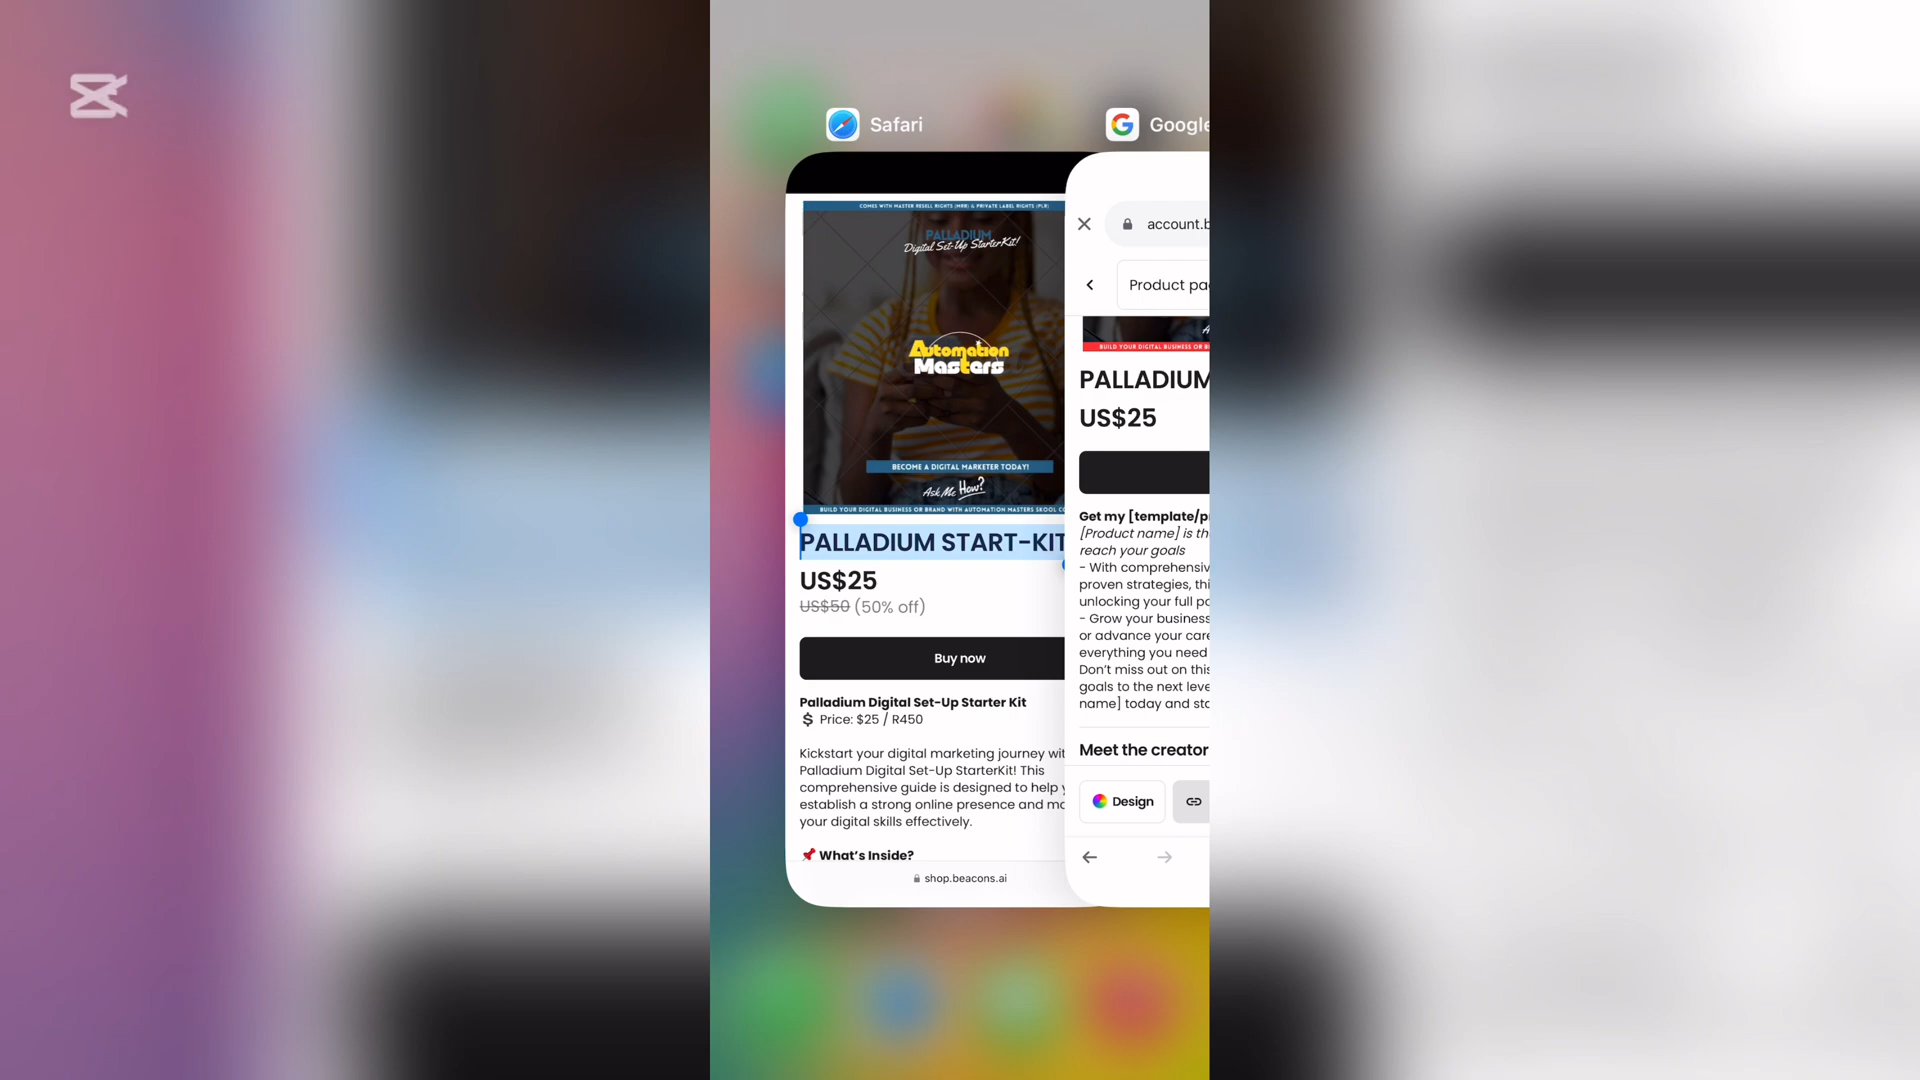 Safari
COMES WITH MASTER RESELL RIGHTS (MRR) & PRIVATE LABEL RIGHTS (PLR)
PALLADIUM
Digital Set-Up StarterKit!
Automation
Masters
BECOME A DIGITAL MARKETER TODAY!
Ask Me How?
BUILD YOUR DIGITAL BUSINESS OR BRAND WITH AUTOMATION MASTERS SKOOL CO
PALLADIUM START-KIT
US$25
US$50 (50% off)
Buy now
Palladium Digital Set-Up Starter Kit
Price: $25 / R450
Kickstart your digital marketing journey wit
Palladium Digital Set-Up StarterKit! This
comprehensive guide is designed to help y
establish a strong online presence and mo
your digital skills effectively.
What's Inside?
shop.beacons.ai
Google
account.b
Product pa
BUILD YOUR DIGITAL BUSINESS OR B
PALLADIUM
US$25
Get my [template/pr
[Product name] is th
reach your goals
- With comprehensiv
proven strategies, thi
unlocking your full po
- Grow your business
or advance your care
everything you need
Don't miss out on this
goals to the next leve
name] today and sta
Meet the creator
Design